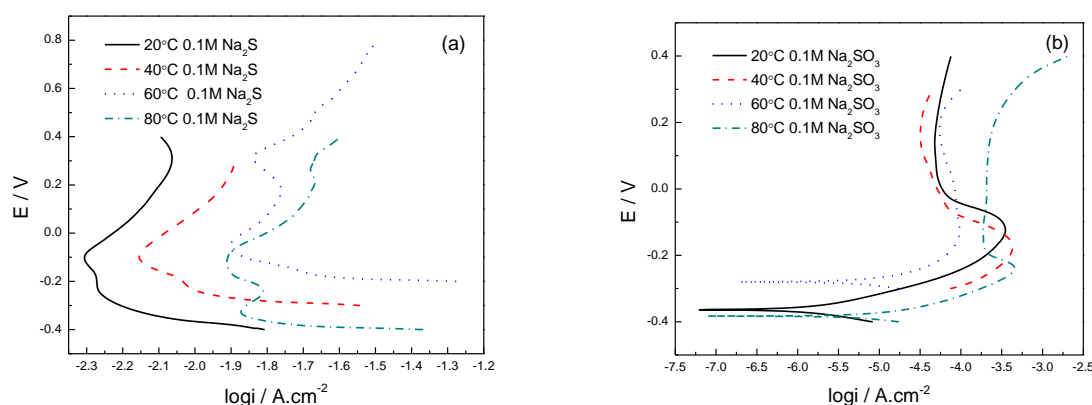 (a)
20°C 0.1M Na₂S
40°C 0.1M Na₂S
60°C 0.1M Na₂S
80°C 0.1M Na₂S
0.8
0.6
0.4
0.2
0.0
-0.2
-0.4
E / V
-2.3 -2.2 -2.1 -2.0 -1.9 -1.8 -1.7 -1.6 -1.5 -1.4 -1.3 -1.2
logi / A.cm⁻²
(b)
20°C 0.1M Na₂SO₃
40°C 0.1M Na₂SO₃
60°C 0.1M Na₂SO₃
80°C 0.1M Na₂SO₃
0.4
0.2
0.0
-0.2
-0.4
E / V
-7.5 -7.0 -6.5 -6.0 -5.5 -5.0 -4.5 -4.0 -3.5 -3.0 -2.5
logi / A.cm⁻²